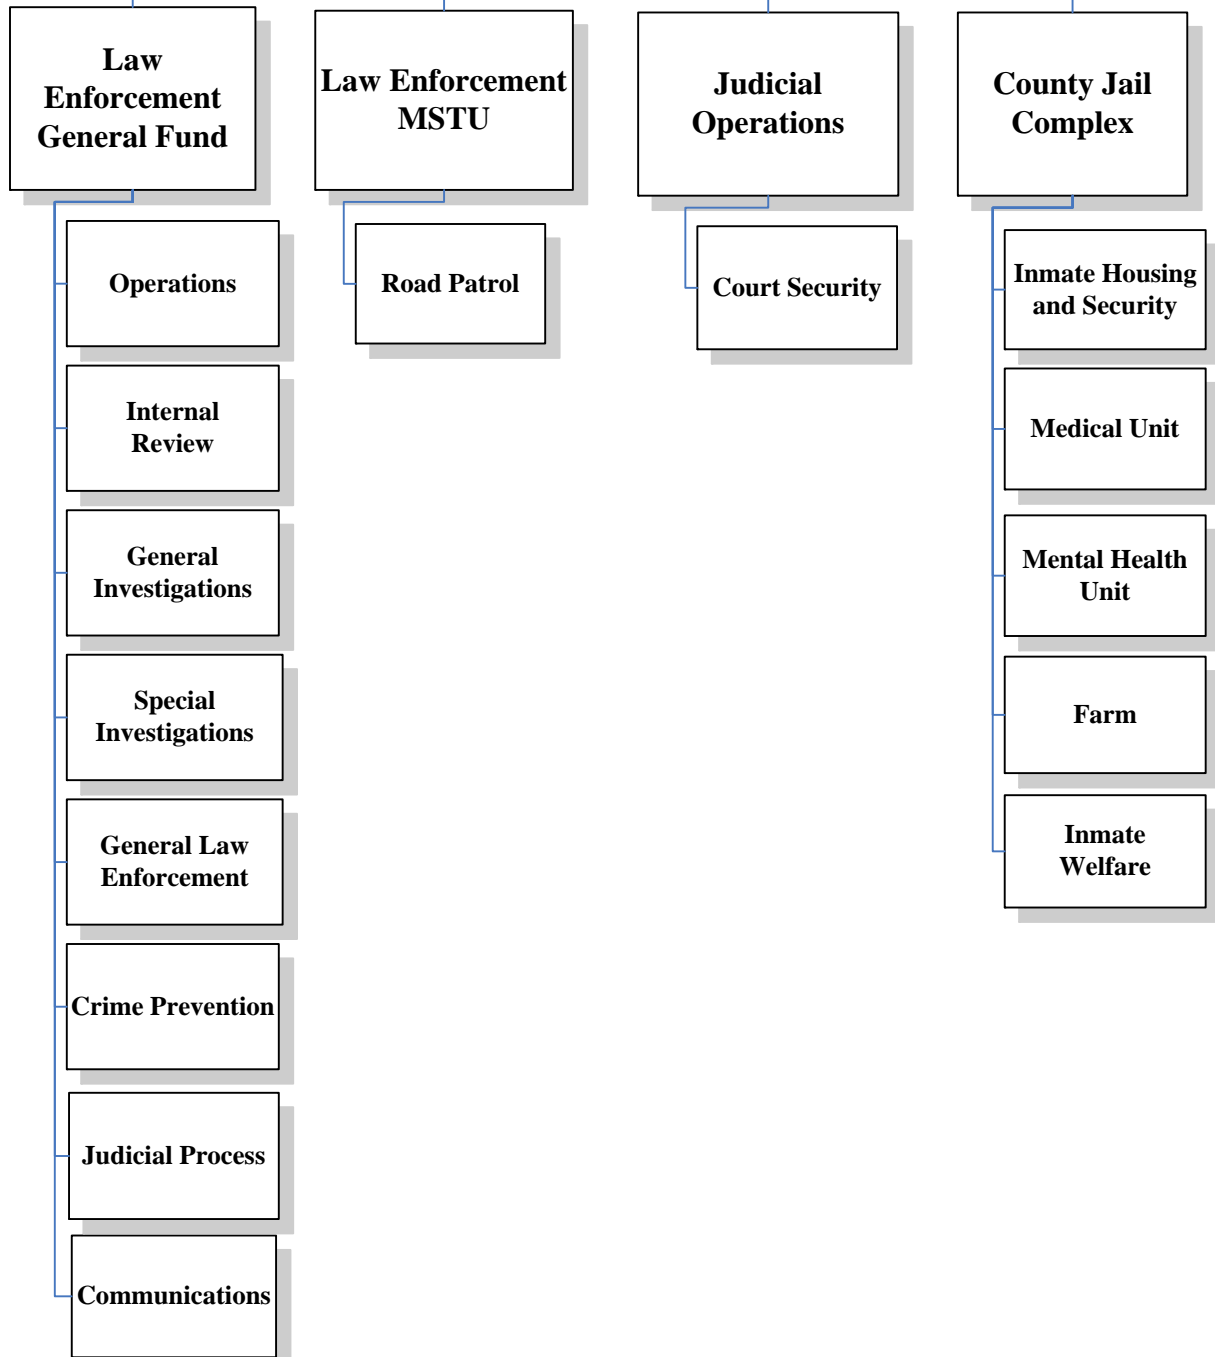 Law
Enforcement
General Fund
Law Enforcement
MSTU
Judicial
Operations
County Jail
Complex
Operations
Internal
Review
General
Investigations
Special
Investigations
General Law
Enforcement
Crime Prevention
Judicial Process
Communications
Road Patrol
Court Security
Inmate Housing
and Security
Medical Unit
Mental Health
Unit
Farm
Inmate
Welfare